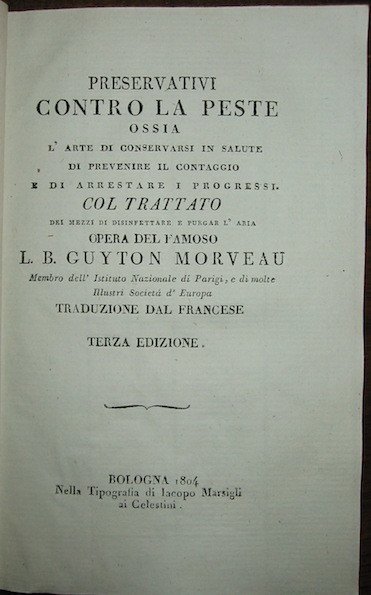 PRESERVATIVI
CONTRO LA PESTE
OSSIA
L' ARTE DI CONSERVARSI IN SALUTE
DI PREVENIRE IL CONTAGGIO
E DI ARRESTARE I PROGRESSI.
COL TRATTATO
DEI MEZZI DI DISINFETTARE E PURGAR L' ARIA
OPERA DEL FAMOSO
L. B. GUYTON MORVEAU
Membro dell' Istituto Nazionale di Parigi, e di molte
Illustri Societá d' Europa
TRADUZIONE DAL FRANCESE
TERZA EDIZIONE.
BOLOGNA 1804
Nella Tipografia di Iacopo Marsigli
ai Celestini.